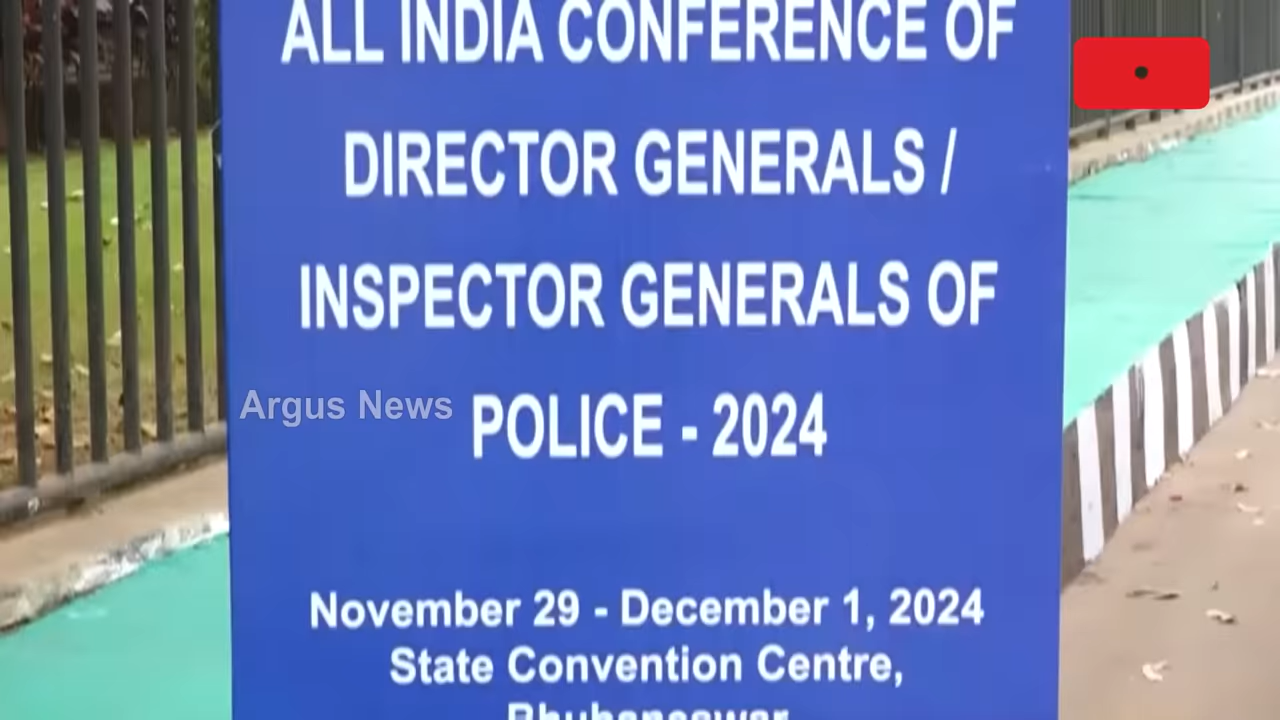 ALL INDIA CONFERENCE OF
DIRECTOR GENERALS /
INSPECTOR GENERALS OF
Argus News
POLICE - 2024
November 29 - December 1, 2024
State Convention Centre,
Bhubaneswar